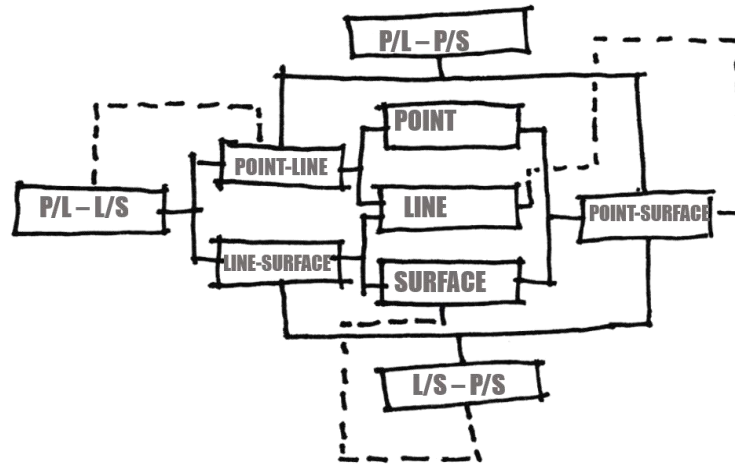 P/L – P/S
POINT
POINT-LINE
P/L – L/S
LINE
POINT-SURFACE
LINE-SURFACE
SURFACE
L/S – P/S